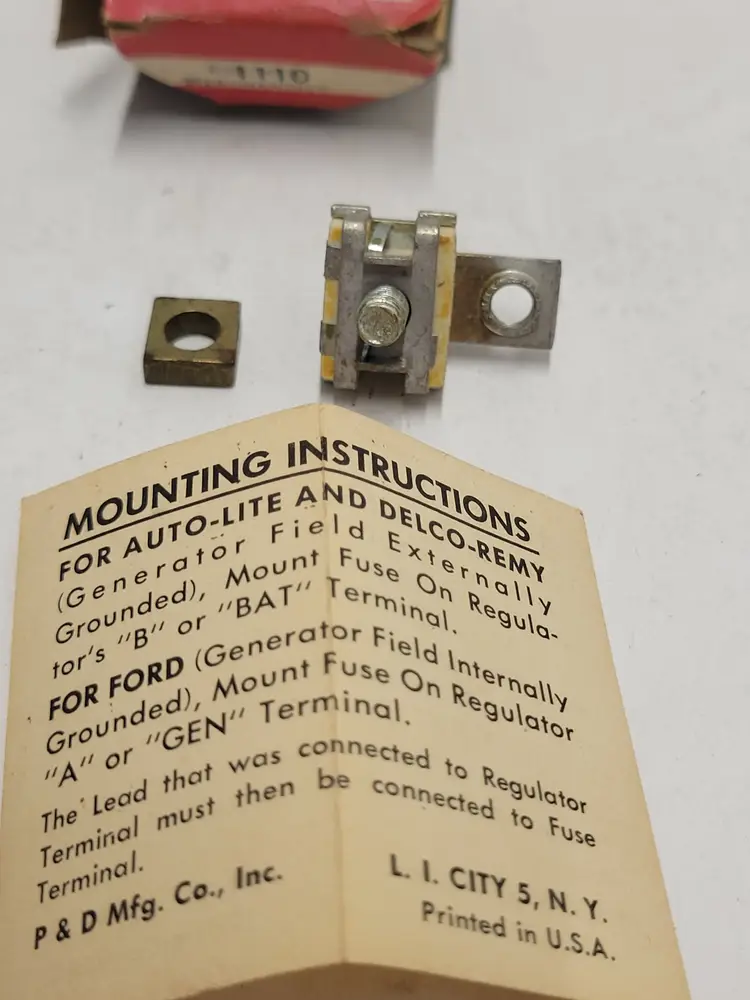 1110
MOUNTING INSTRUCTIONS
FOR AUTO-LITE AND DELCO-REMY
(Generator Field Externally
Grounded), Mount Fuse On Regula-
tor's "B" or "BAT" Terminal.
FOR FORD (Generator Field Internally
Grounded), Mount Fuse On Regulator
"A" or "GEN" Terminal.
The Lead that was connected to Regulator
Terminal must then be connected to Fuse
Terminal.
P & D Mfg. Co., Inc. L. I. CITY 5, N. Y.
Printed in U.S.A.